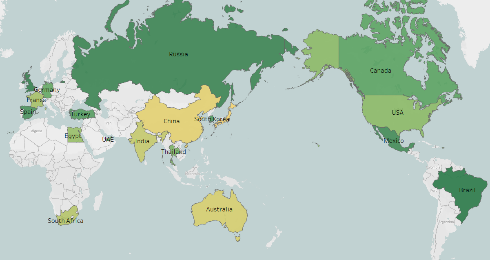 Russia
Canada
Germany
France
USA
Spain
Turkey
China
South Korea
Egypt
Mexico
UAE
India
Thailand
Brazil
Australia
South Africa